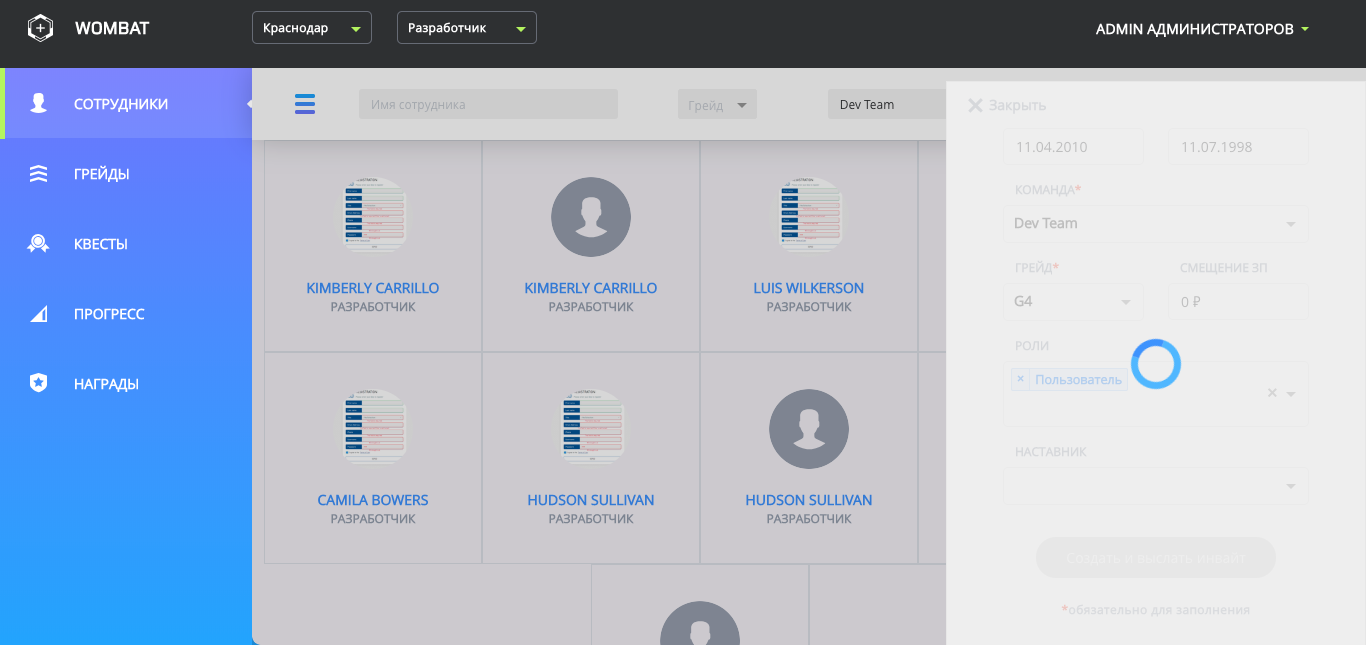 WOMBAT
Краснодар
Разработчик
ADMIN АДМИНИСТРАТОРОВ
СОТРУДНИКИ
ГРЕЙДЫ
КВЕСТЫ
ПРОГРЕСС
НАГРАДЫ
Имя сотрудника
Грейд
Dev Team
KIMBERLY CARRILLO
РАЗРАБОТЧИК
KIMBERLY CARRILLO
РАЗРАБОТЧИК
LUIS WILKERSON
РАЗРАБОТЧИК
CAMILA BOWERS
РАЗРАБОТЧИК
HUDSON SULLIVAN
РАЗРАБОТЧИК
HUDSON SULLIVAN
РАЗРАБОТЧИК
Закрыть
11.04.2010
11.07.1998
КОМАНДА*
Dev Team
ГРЕЙД*
СМЕЩЕНИЕ ЗП
G4
0 ₽
РОЛИ
× Пользователь
НАСТАВНИК
Создать и выслать инвайт
*обязательно для заполнения